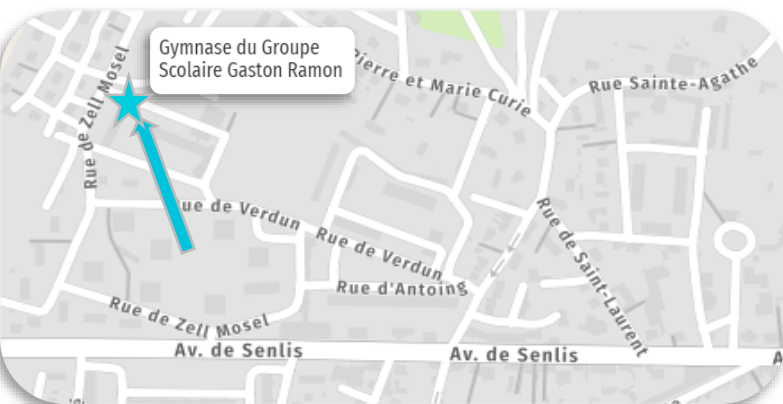 Gymnase du Groupe
Scolaire Gaston Ramon
Rue de Zell Mosel
Pierre et Marie Curie
Rue Sainte-Agathe
ue de Verdun
Rue de Verdun
Rue d'Antoing
Rue de Saint-Laurent
Rue de Zell Mosel
Av. de Senlis
Av. de Senlis
A